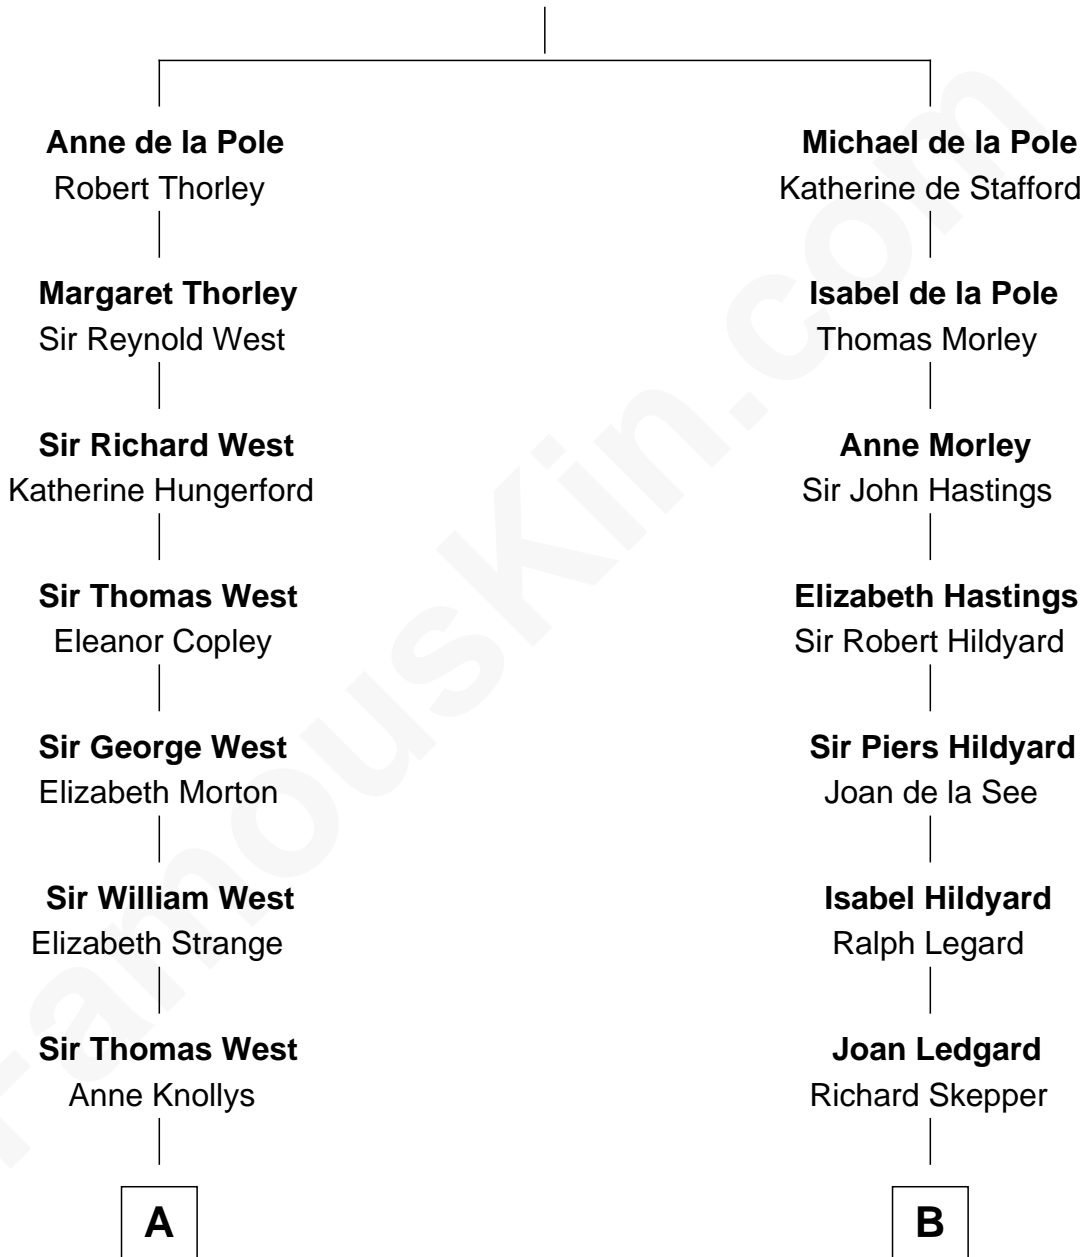 Anne de la Pole
Robert Thorley
Margaret Thorley
Sir Reynold West
Sir Richard West
Katherine Hungerford
Sir Thomas West
Eleanor Copley
Sir George West
Elizabeth Morton
Sir William West
Elizabeth Strange
Sir Thomas West
Anne Knollys
A
Michael de la Pole
Katherine de Stafford
Isabel de la Pole
Thomas Morley
Anne Morley
Sir John Hastings
Elizabeth Hastings
Sir Robert Hildyard
Sir Piers Hildyard
Joan de la See
Isabel Hildyard
Ralph Legard
Joan Ledgard
Richard Skepper
B
FamousKin.com